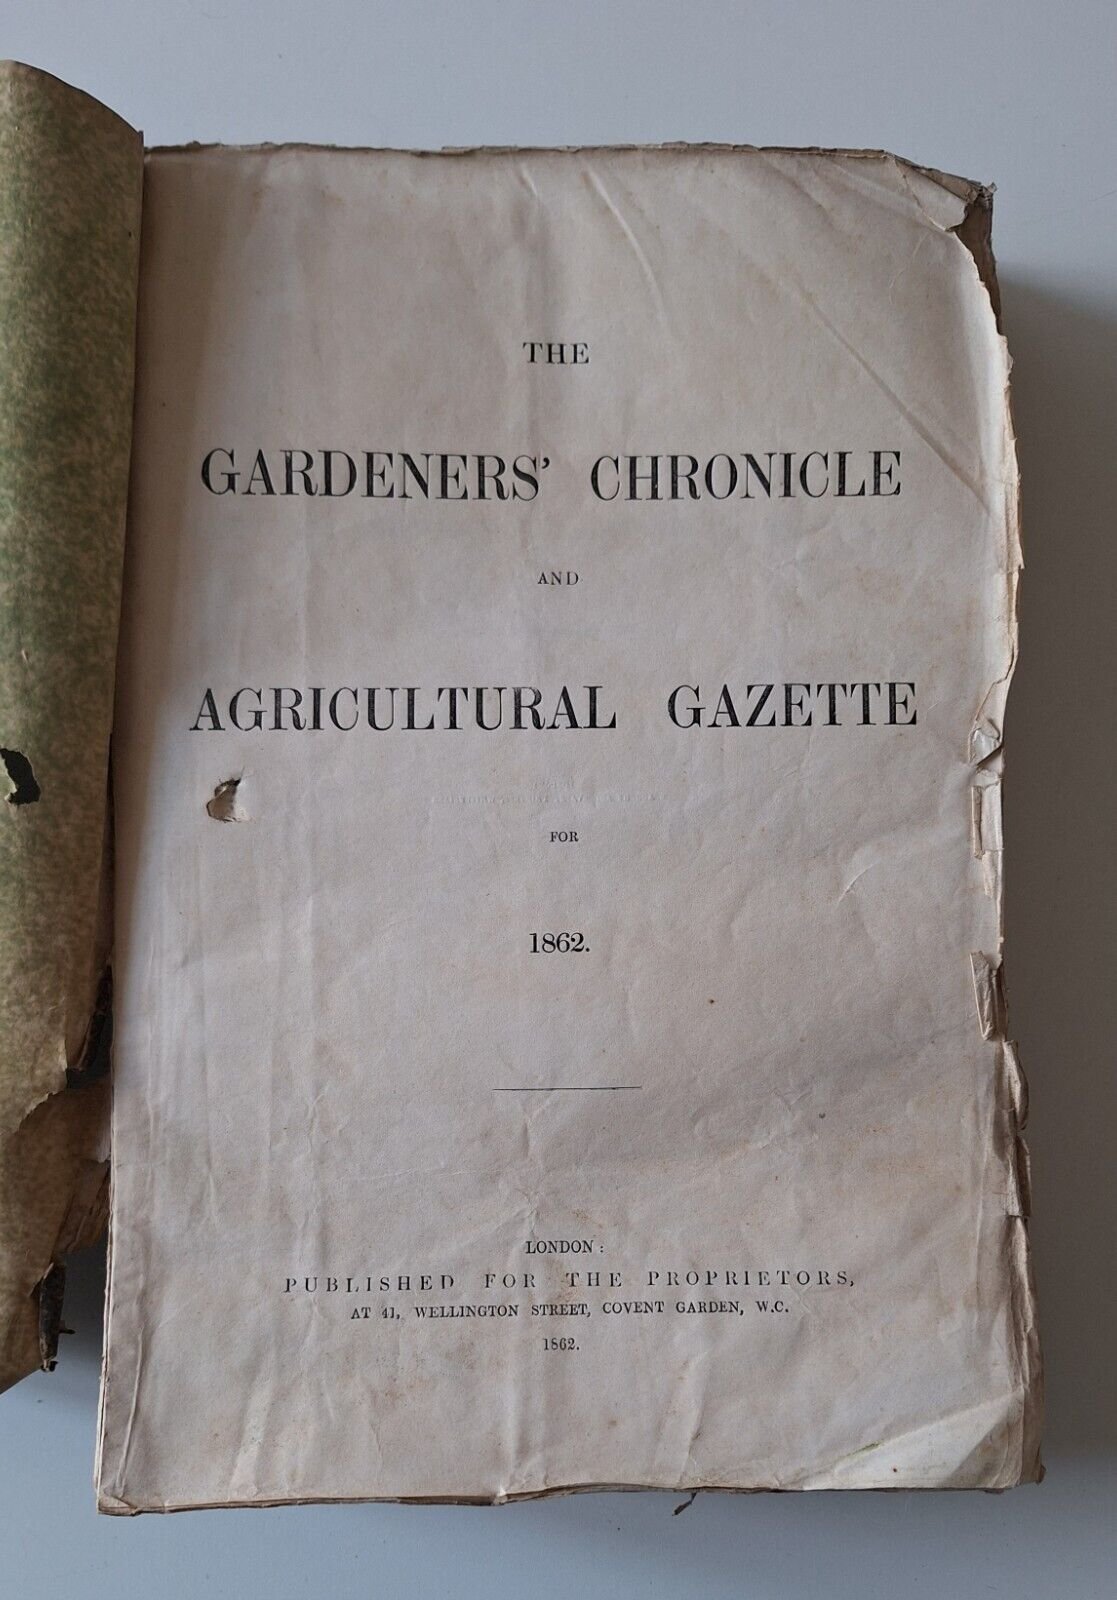 THE
GARDENERS' CHRONICLE
AND
AGRICULTURAL GAZETTE
FOR
1862.
LONDON:
PUBLISHED FOR THE PROPRIETORS,
AT 41, WELLINGTON STREET, COVENT GARDEN, W.C.
1862.